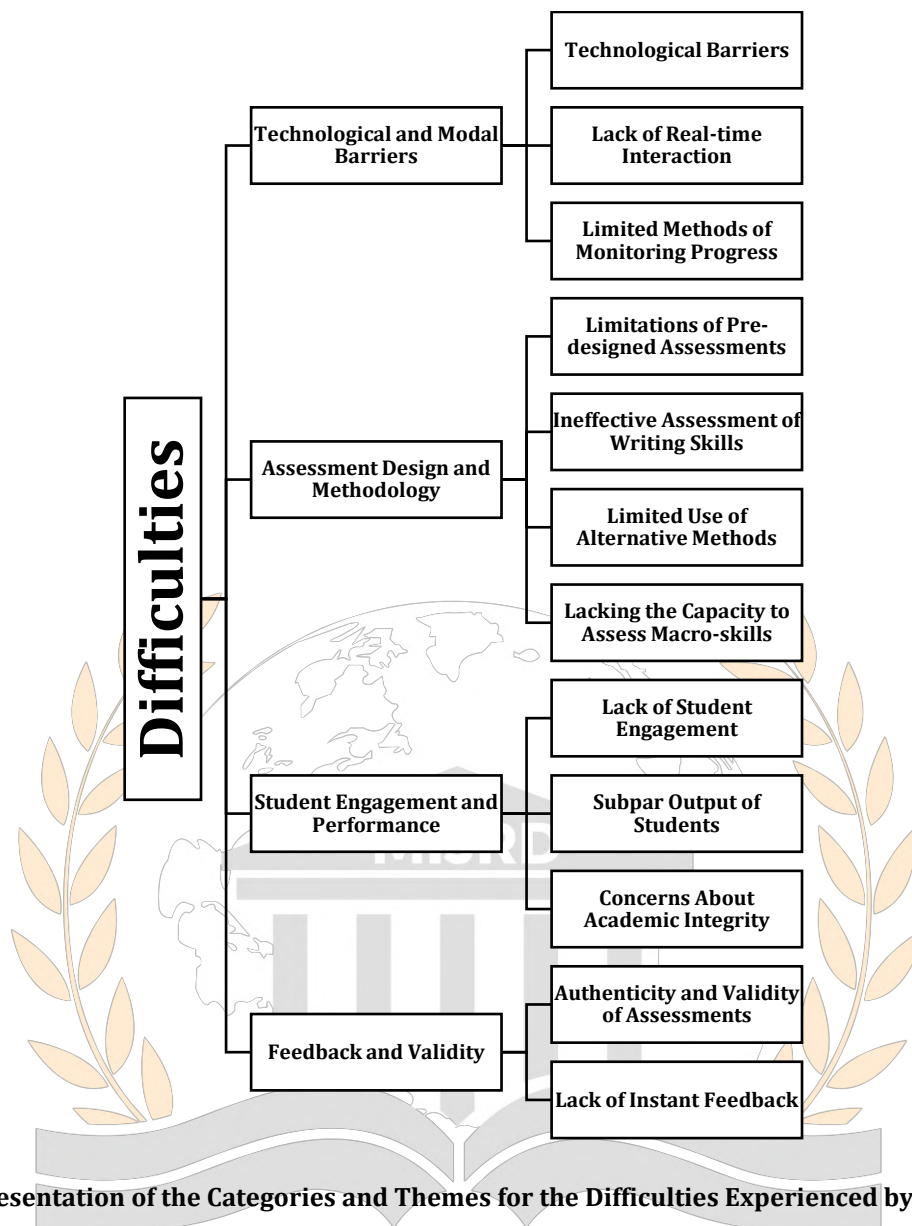 Difficulties
Technological and Modal
Barriers
Technological Barriers
Lack of Real-time
Interaction
Limited Methods of
Monitoring Progress
Assessment Design and
Methodology
Limitations of Pre-
designed Assessments
Ineffective Assessment of
Writing Skills
Limited Use of
Alternative Methods
Lacking the Capacity to
Assess Macro-skills
Student Engagement and
Performance
Lack of Student
Engagement
Subpar Output of
Students
Concerns About
Academic Integrity
Feedback and Validity
Authenticity and Validity
of Assessments
Lack of Instant Feedback
esentation of the Categories and Themes for the Difficulties Experienced by